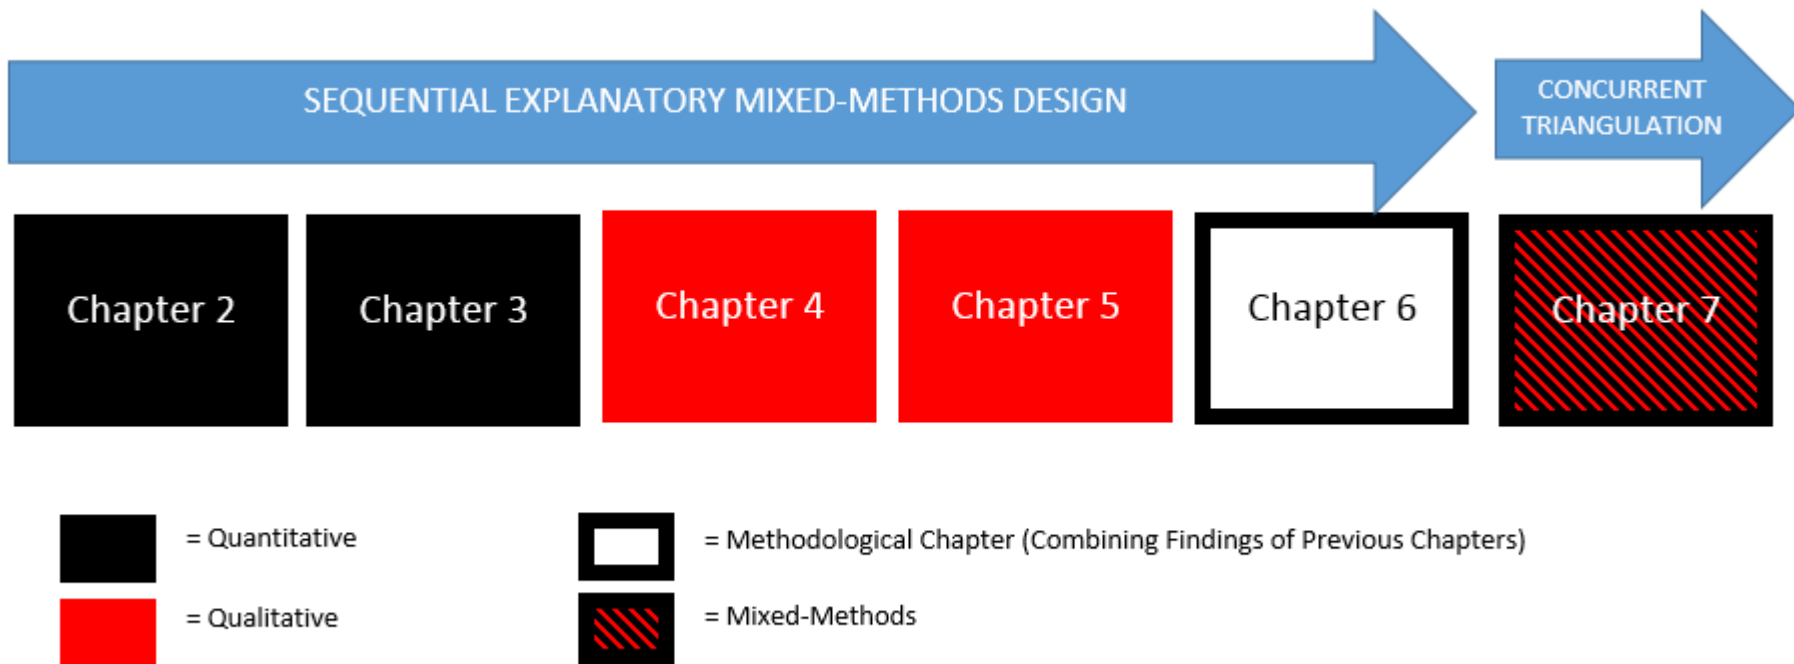 SEQUENTIAL EXPLANATORY MIXED-METHODS DESIGN
CONCURRENT
TRIANGULATION
Chapter 2
Chapter 3
Chapter 4
Chapter 5
Chapter 6
Chapter 7
= Quantitative
= Methodological Chapter (Combining Findings of Previous Chapters)
= Qualitative
= Mixed-Methods